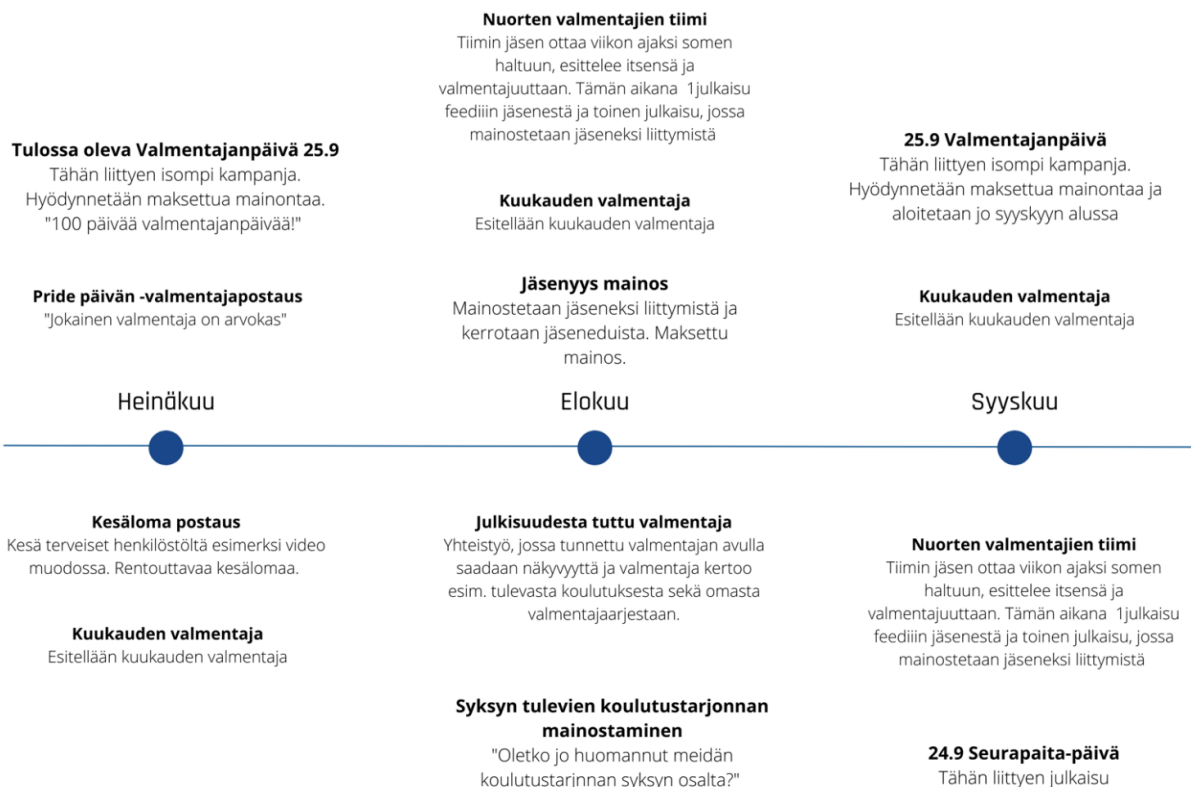 Tulossa oleva Valmentajanpäivä 25.9
Tähän liittyen isompi kampanja.
Hyödynnetään maksettua mainontaa.
"100 päivää valmentajanpäivää!"
Pride päivän -valmentajapostaus
"Jokainen valmentaja on arvokas"
Heinäkuu
Kesäloma postaus
Kesä terveiset henkilöstöltä esimerksi video
muodossa. Rentouttavaa kesälomaa.
Kuukauden valmentaja
Esitellään kuukauden valmentaja
Nuorten valmentajien tiimi
Tiimin jäsen ottaa viikon ajaksi somen
haltuun, esittelee itsensä ja
valmentajuuttaan. Tämän aikana 1julkaisu
feediiin jäsenestä ja toinen julkaisu, jossa
mainostetaan jäseneksi liittymistä
Kuukauden valmentaja
Esitellään kuukauden valmentaja
Jäsenyys mainos
Mainostetaan jäseneksi liittymistä ja
kerrotaan jäseneduista. Maksettu
mainos.
Elokuu
Julkisuudesta tuttu valmentaja
Yhteistyö, jossa tunnettu valmentajan avulla
saadaan näkyvyyttä ja valmentaja kertoo
esim. tulevasta koulutuksesta sekä omasta
valmentajaarjestaan.
Syksyn tulevien koulutustarjonnan
mainostaminen
"Oletko jo huomannut meidän
koulutustarinnan syksyn osalta?"
25.9 Valmentajanpäivä
Tähän liittyen isompi kampanja.
Hyödynnetään maksettua mainontaa ja
aloitetaan jo syyskyyn alussa
Kuukauden valmentaja
Esitellään kuukauden valmentaja
Syyskuu
Nuorten valmentajien tiimi
Tiimin jäsen ottaa viikon ajaksi somen
haltuun, esittelee itsensä ja
valmentajuuttaan. Tämän aikana 1julkaisu
feediiin jäsenestä ja toinen julkaisu, jossa
mainostetaan jäseneksi liittymistä
24.9 Seurapaita-päivä
Tähän liittyen julkaisu